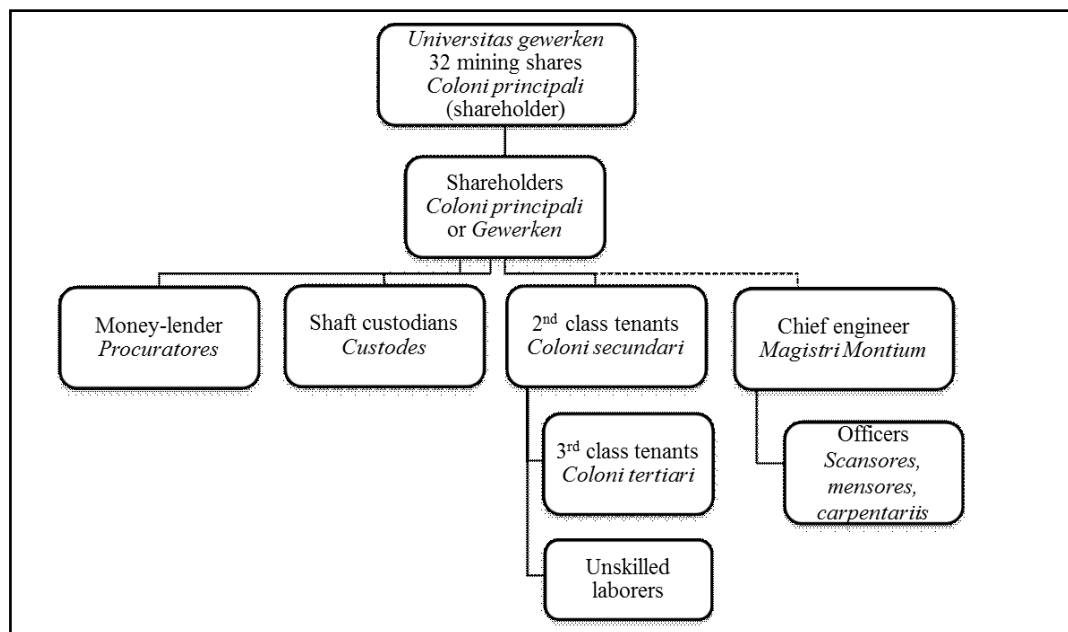 Universitas gewerken
32 mining shares
Coloni principali
(shareholder)
Shareholders
Coloni principali
or Gewerken
Money-lender
Procuratores
Shaft custodians
Custodes
2nd class tenants
Coloni secundari
Chief engineer
Magistri Montium
3rd class tenants
Coloni tertiari
Officers
Scansores,
mensores,
carpentariis
Unskilled
laborers